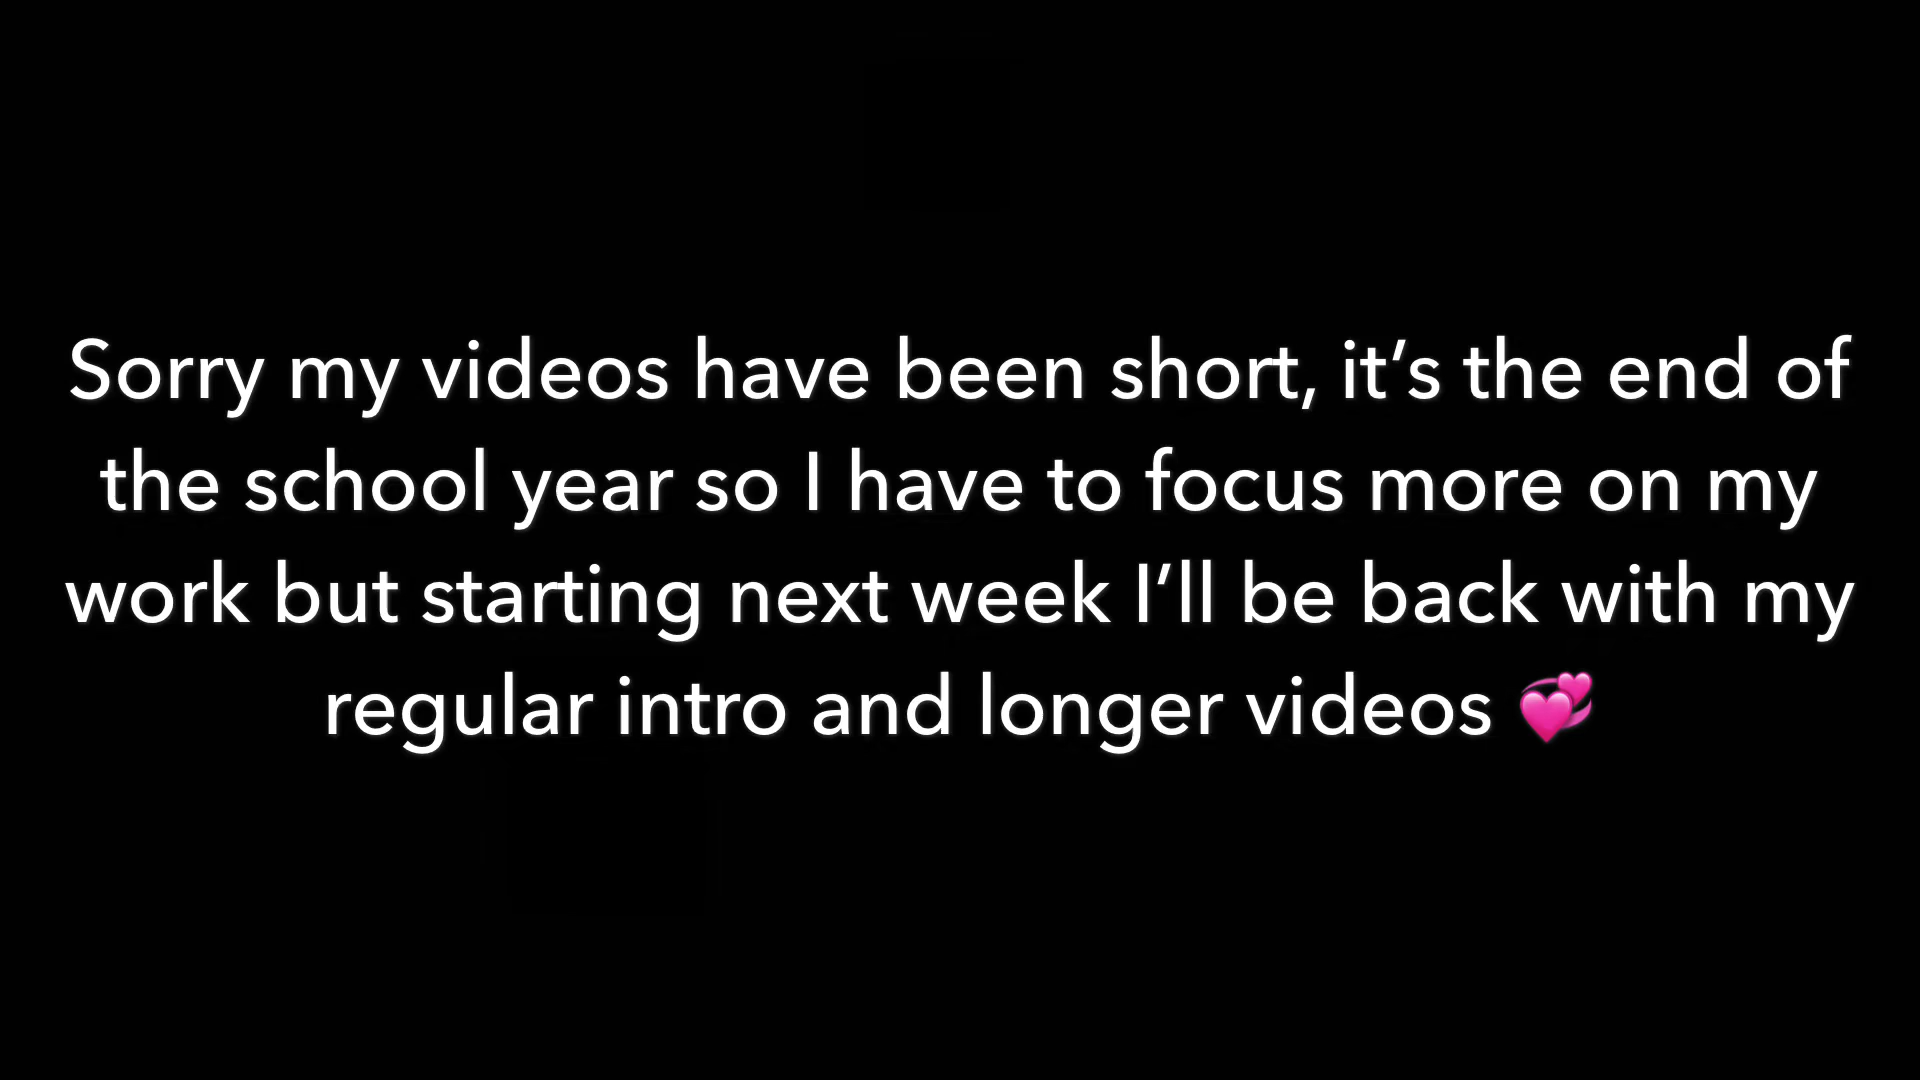 Sorry my videos have been short, it’s the end of
the school year so I have to focus more on my
work but starting next week I’ll be back with my
regular intro and longer videos 💞